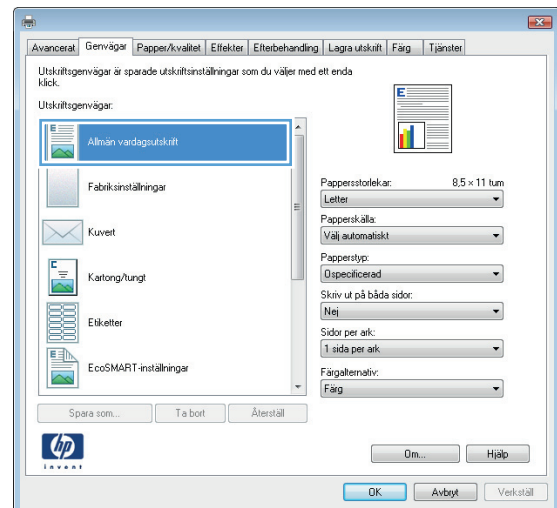 Avancerat Genvägar Papper/kvalitet Effekter Efterbehandling Lagra utskrift Färg Tjänster
Utskriftsgenvägar är sparade utskriftsinställningar som du väljer med ett enda
klick.
Utskriftsgenvägar:
E
Allmän vardagsutskrift
Fabriksinställningar
Kuvert
C
Kartong/tungt
Etiketter
E
EcoSMART-inställningar
Spara som... Ta bort Återställ
E
Pappersstorlekar: 8,5 × 11 tum
Letter
Papperskälla:
Välj automatiskt
Papperstyp:
Ospecificerad
Skriv ut på båda sidor:
Nej
Sidor per ark:
1 sida per ark
Färgalternativ:
Färg
hp
invent
Om... Hjälp
OK Avbryt Verkställ